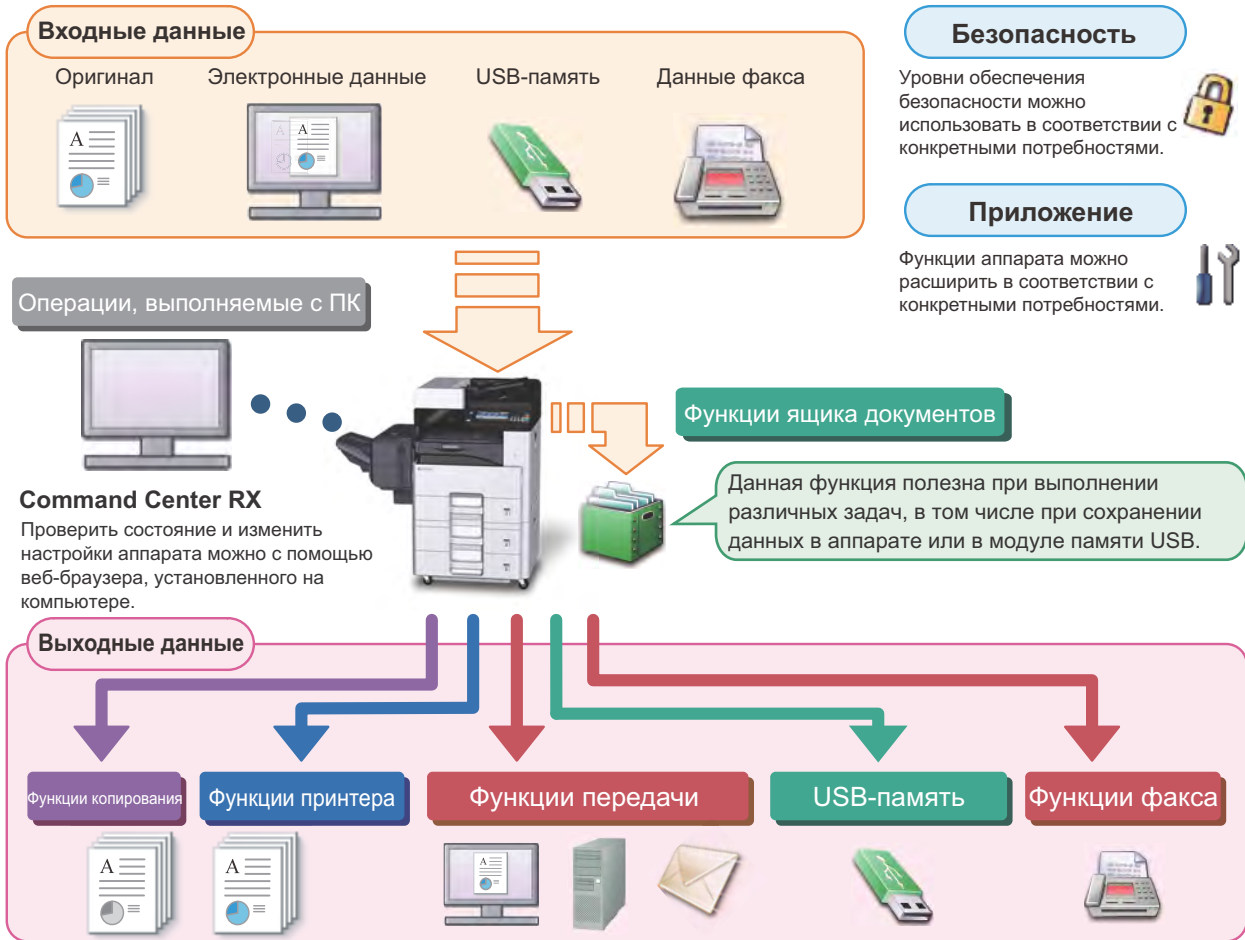 Входные данные
Оригинал
Электронные данные
USB-память
Данные факса
Безопасность
Уровни обеспечения
безопасности можно
использовать в соответствии с
конкретными потребностями.
Приложение
Функции аппарата можно
расширить в соответствии с
конкретными потребностями.
Операции, выполняемые с ПК
Command Center RX
Проверить состояние и изменить
настройки аппарата можно с помощью
веб-браузера, установленного на
компьютере.
Функции ящика документов
Данная функция полезна при выполнении
различных задач, в том числе при сохранении
данных в аппарате или в модуле памяти USB.
Выходные данные
Функции копирования
Функции принтера
Функции передачи
USB-память
Функции факса